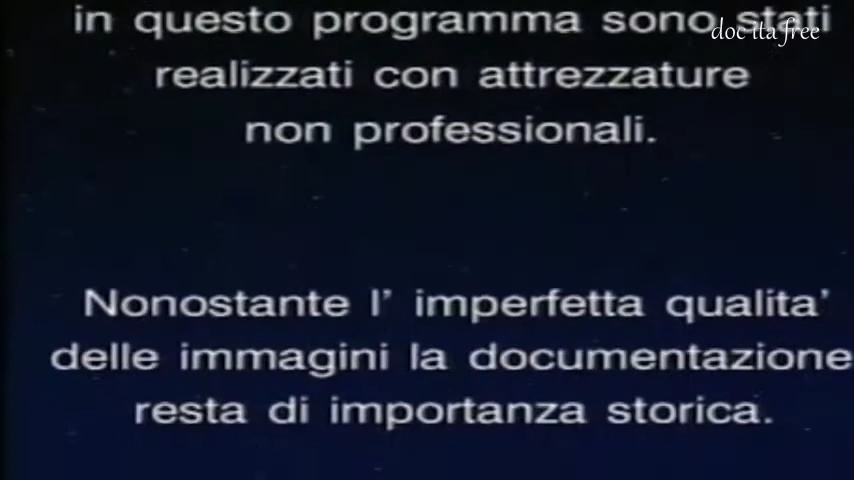 in questo programma sono stati
doc ita free
realizzati con attrezzature
non professionali.
Nonostante l' imperfetta qualita'
delle immagini la documentazione
resta di importanza storica.